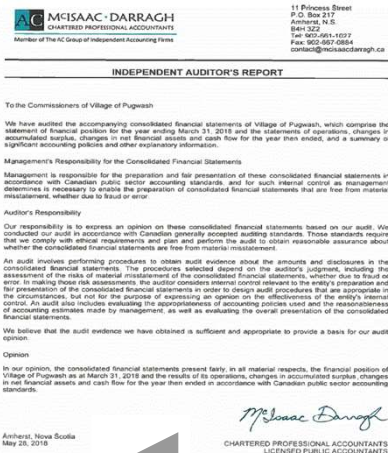 AC McISAAC · DARRAGH
CHARTERED PROFESSIONAL ACCOUNTANTS
Member of The AC Group of Independent Accounting Firms
11 Princess Street
P.O. Box 217
Amherst, N.S.
B4H 3Z2
Tel: 902-661-1027
Fax: 902-667-0884
contact@mcisaacdarragh.ca
INDEPENDENT AUDITOR'S REPORT
To the Commissioners of Village of Pugwash
We have audited the accompanying consolidated financial statements of Village of Pugwash, which comprise the
statement of financial position for the year ending March 31, 2018 and the statements of operations, changes in
accumulated surplus, changes in net financial assets and cash flow for the year then ended, and a summary of
significant accounting policies and other explanatory information.
Management's Responsibility for the Consolidated Financial Statements
Management is responsible for the preparation and fair presentation of these consolidated financial statements in
accordance with Canadian public sector accounting standards, and for such internal control as management
determines is necessary to enable the preparation of consolidated financial statements that are free from material
misstatement, whether due to fraud or error.
Auditor's Responsibility
Our responsibility is to express an opinion on these consolidated financial statements based on our audit. We
conducted our audit in accordance with Canadian generally accepted auditing standards. Those standards require
that we comply with ethical requirements and plan and perform the audit to obtain reasonable assurance about
whether the consolidated financial statements are free from material misstatement.
An audit involves performing procedures to obtain audit evidence about the amounts and disclosures in the
consolidated financial statements. The procedures selected depend on the auditor's judgment, including the
assessment of the risks of material misstatement of the consolidated financial statements, whether due to fraud or
error. In making those risk assessments, the auditor considers internal control relevant to the entity's preparation and
fair presentation of the consolidated financial statements in order to design audit procedures that are appropriate in
the circumstances, but not for the purpose of expressing an opinion on the effectiveness of the entity's internal
control. An audit also includes evaluating the appropriateness of accounting policies used and the reasonableness
of accounting estimates made by management, as well as evaluating the overall presentation of the consolidated
financial statements.
We believe that the audit evidence we have obtained is sufficient and appropriate to provide a basis for our audit
opinion.
Opinion
In our opinion, the consolidated financial statements present fairly, in all material respects, the financial position of
Village of Pugwash as at March 31, 2018 and the results of its operations, changes in accumulated surplus, changes
in net financial assets and cash flow for the year then ended in accordance with Canadian public sector accounting
standards.
McIsaac Darragh
Amherst, Nova Scotia
May 28, 2018
CHARTERED PROFESSIONAL ACCOUNTANTS
LICENSED PUBLIC ACCOUNTANTS